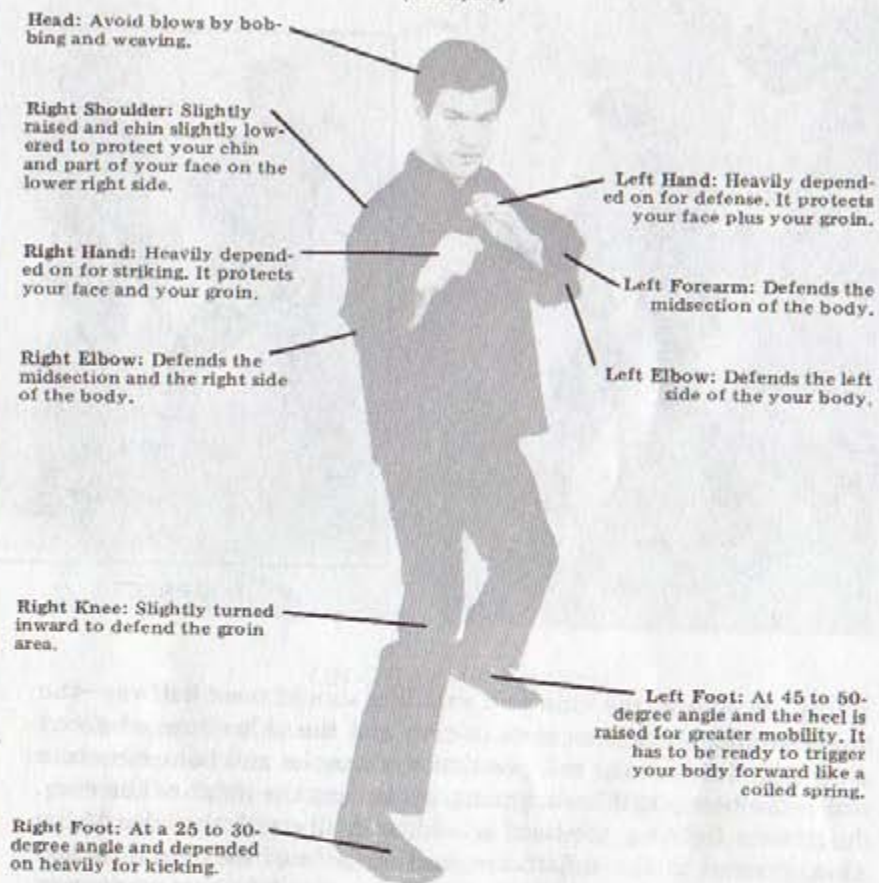 Head: Avoid blows by bob-
bing and weaving.
Right Shoulder: Slightly
raised and chin slightly low-
ered to protect your chin
and part of your face on the
lower right side.
Left Hand: Heavily depend-
ed on for defense. It protects
your face plus your groin.
Right Hand: Heavily depend-
ed on for striking. It protects
your face and your groin.
Left Forearm: Defends the
midsection of the body.
Right Elbow: Defends the
midsection and the right side
of the body.
Left Elbow: Defends the left
side of the your body.
Right Knee: Slightly turned
inward to defend the groin
area.
Left Foot: At 45 to 50-
degree angle and the heel is
raised for greater mobility. It
has to be ready to trigger
your body forward like a
coiled spring.
Right Foot: At a 25 to 30-
degree angle and depended
on heavily for kicking.